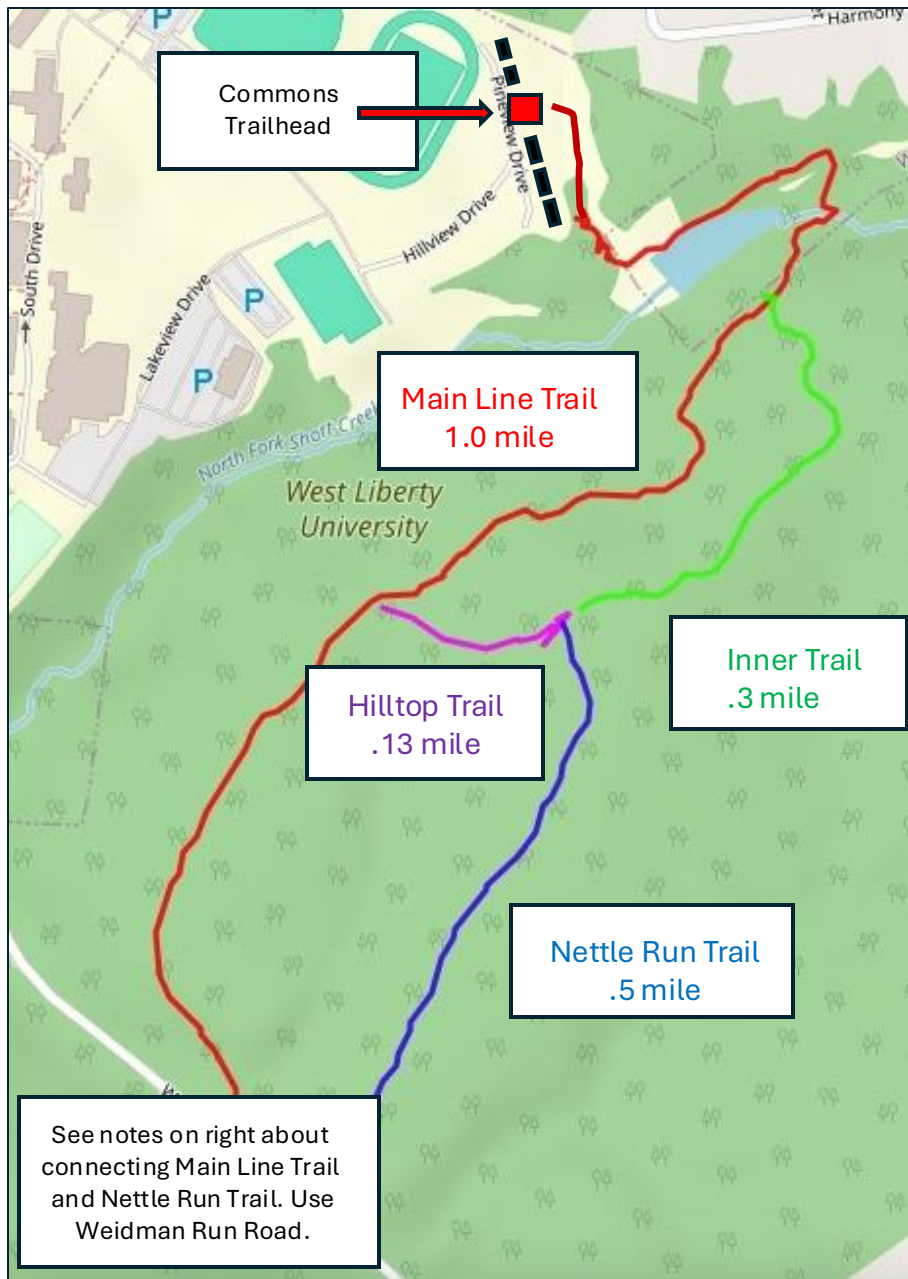 P
Harmony
Commons
Trailhead
Pineview Drive
Hillview Drive
South Drive
Lakeview Drive
P
P
Main Line Trail
1.0 mile
North Fork Short Creek
West Liberty
University
Inner Trail
.3 mile
Hilltop Trail
.13 mile
Nettle Run Trail
.5 mile
See notes on right about
connecting Main Line Trail
and Nettle Run Trail. Use
Weidman Run Road.